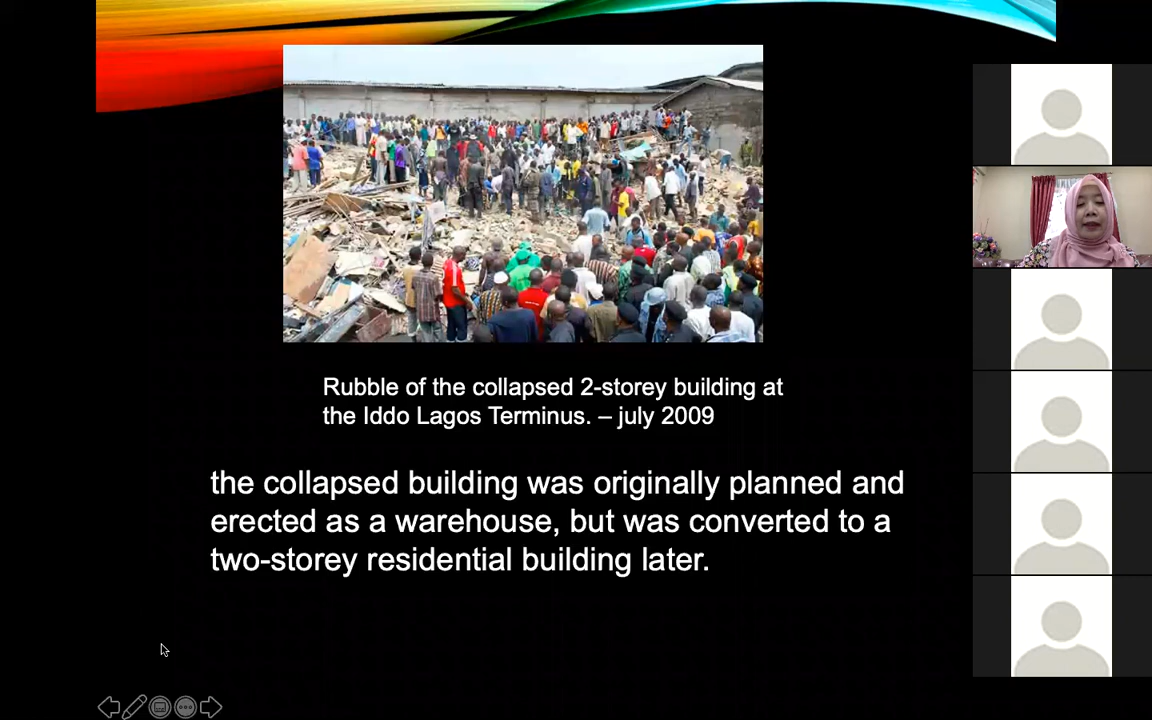 Rubble of the collapsed 2-storey building at
the Iddo Lagos Terminus. – july 2009
the collapsed building was originally planned and
erected as a warehouse, but was converted to a
two-storey residential building later.